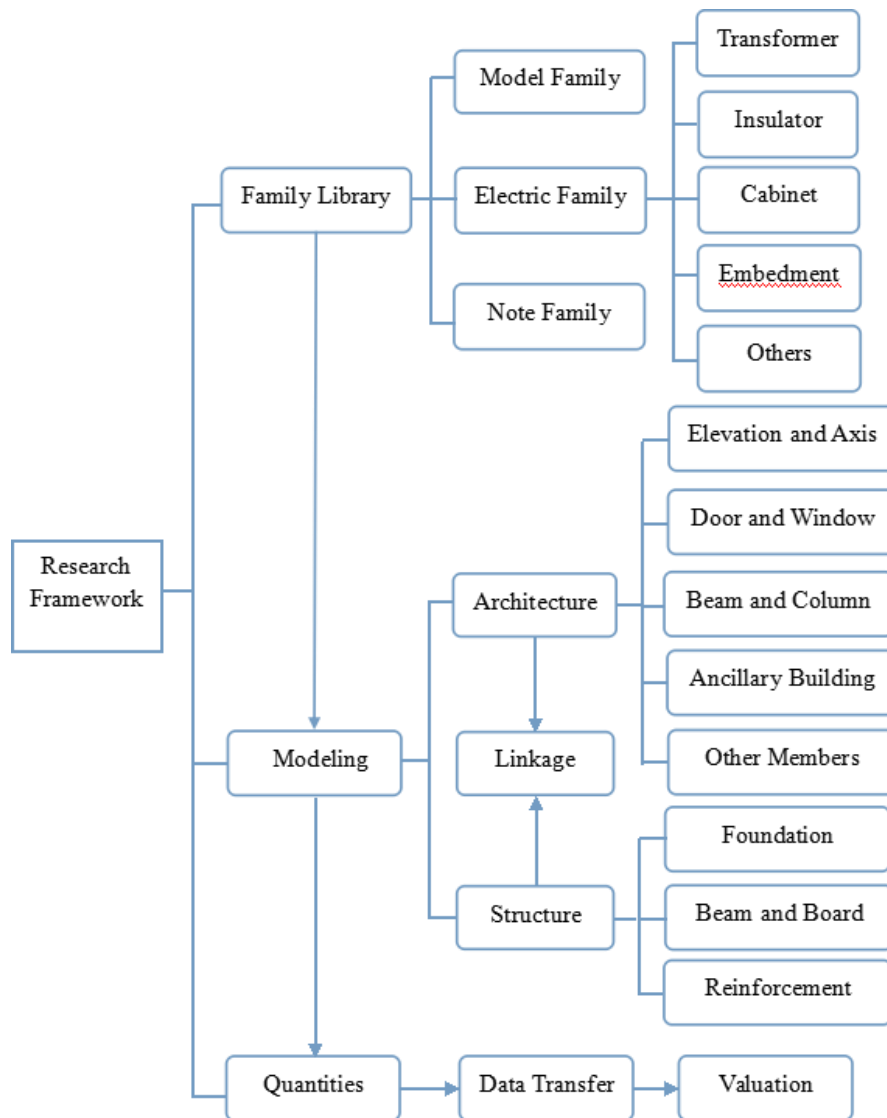 Transformer
Model Family
Insulator
Family Library
Electric Family
Cabinet
Embedment
Note Family
Others
Elevation and Axis
Door and Window
Research
Framework
Architecture
Beam and Column
Ancillary Building
Modeling
Linkage
Other Members
Foundation
Structure
Beam and Board
Reinforcement
Quantities
Data Transfer
Valuation